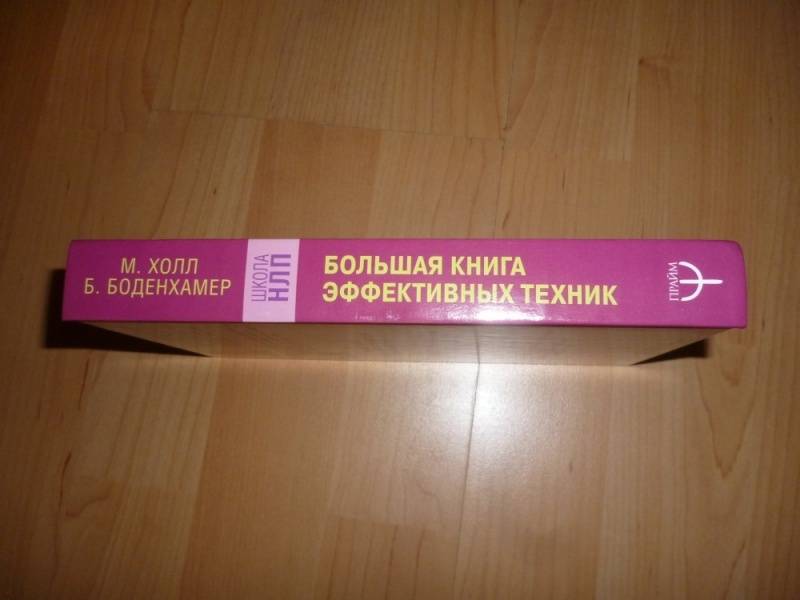 М. ХОЛЛ
Б. БОДЕНХАМЕР
ШКОЛА
НЛП
БОЛЬШАЯ КНИГА
ЭФФЕКТИВНЫХ ТЕХНИК
ПРАЙМ